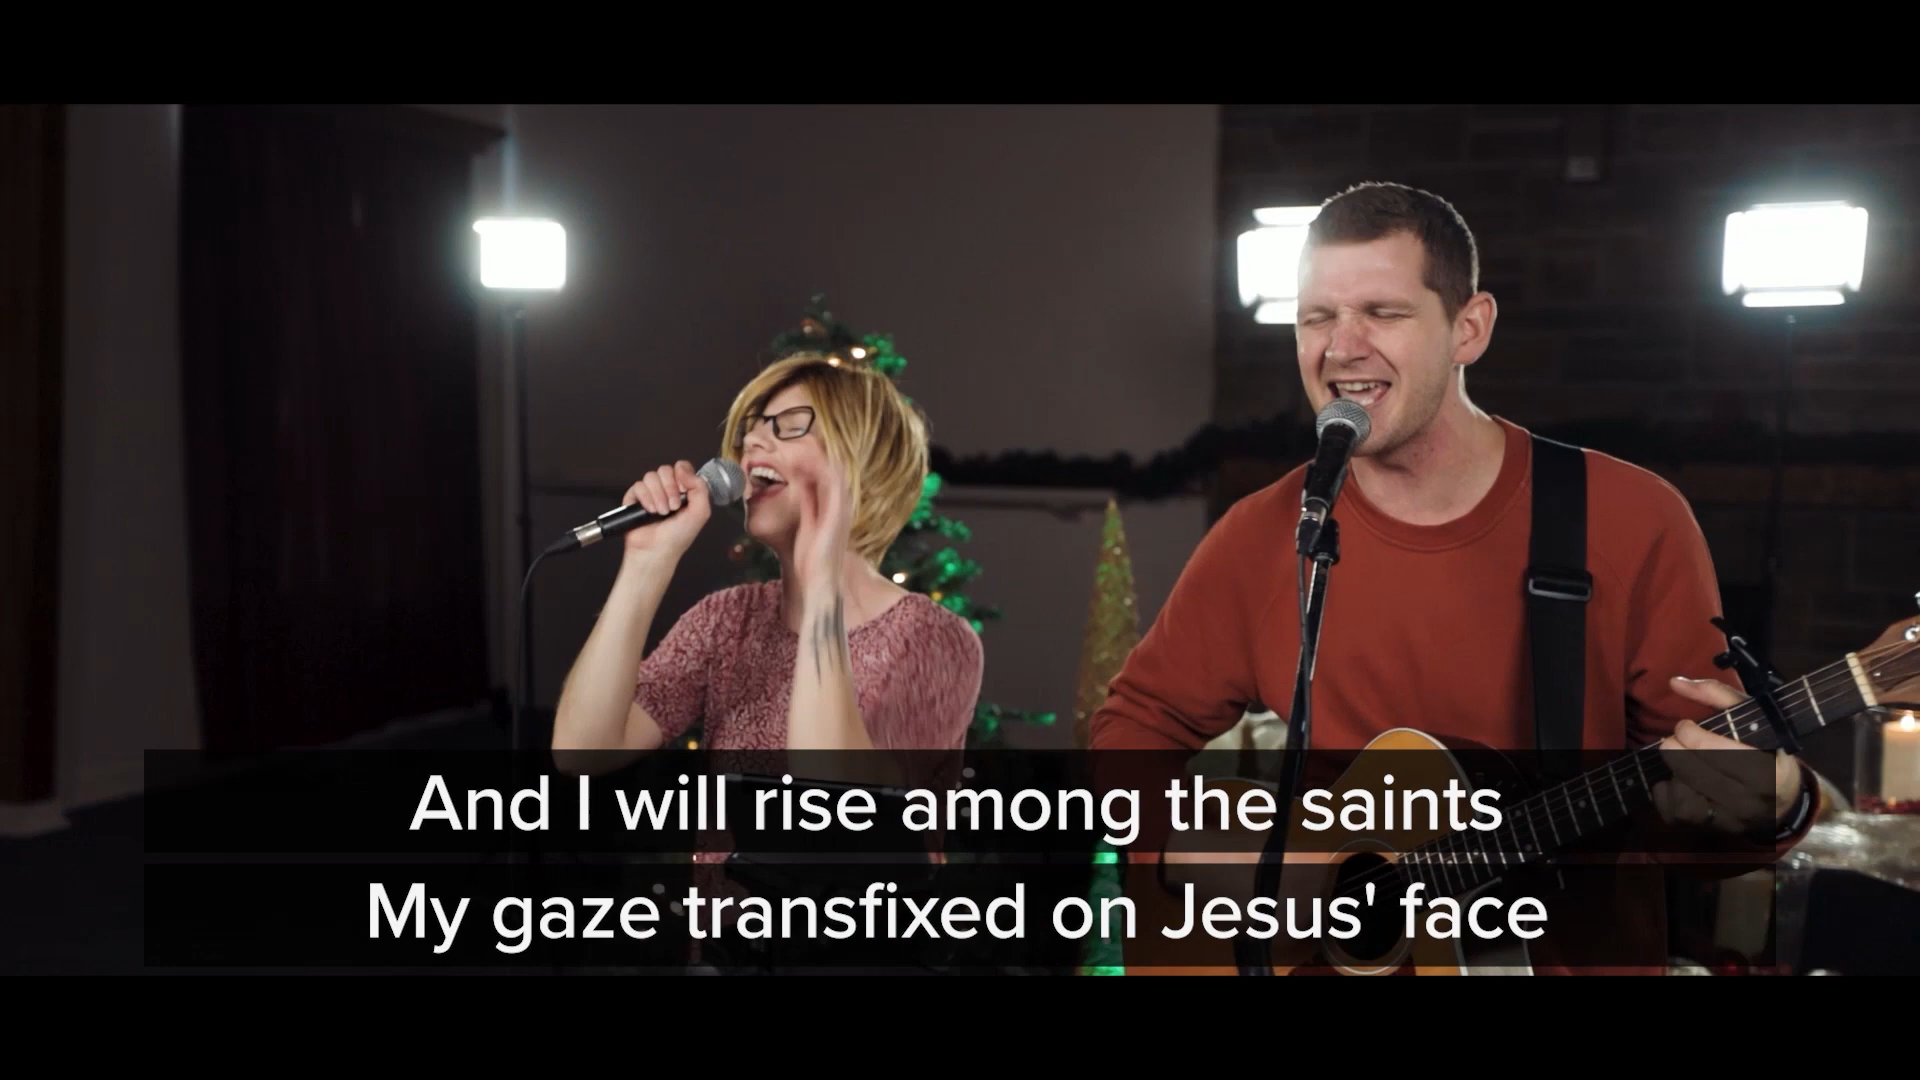 And I will rise among the saints
My gaze transfixed on Jesus' face